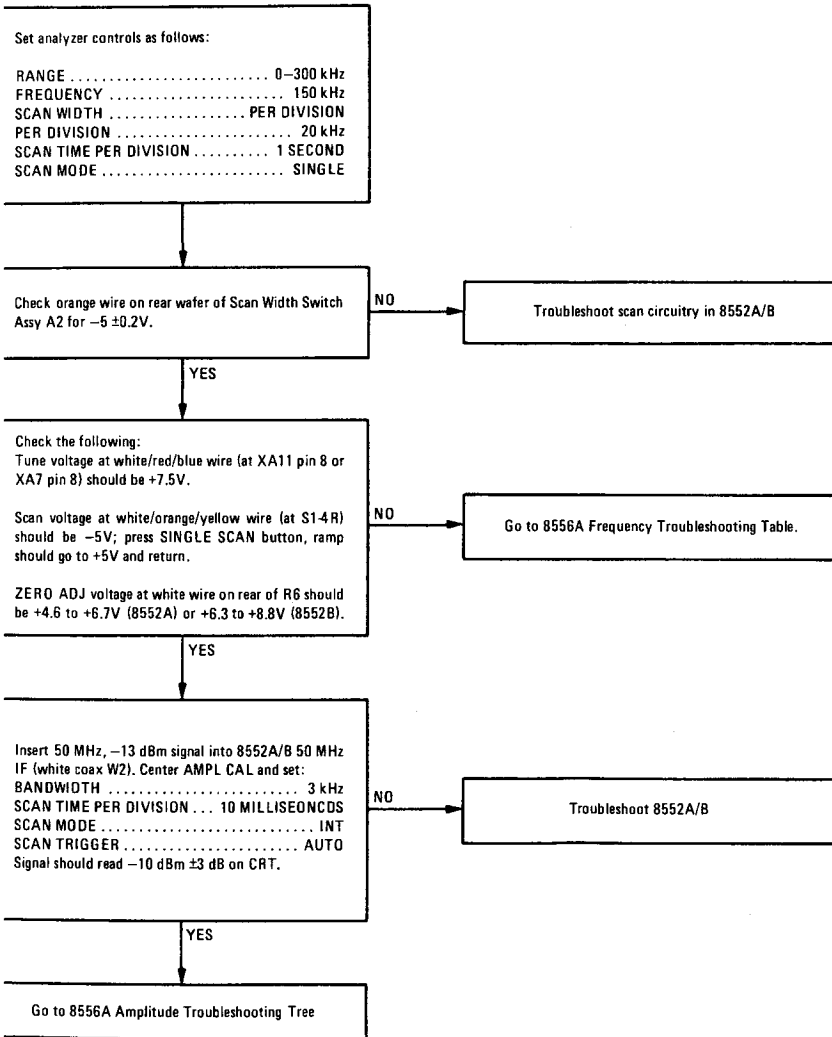 Set analyzer controls as follows:
RANGE ......................... 0–300 kHz
FREQUENCY ...................... 150 kHz
SCAN WIDTH ................. PER DIVISION
PER DIVISION ...................... 20 kHz
SCAN TIME PER DIVISION .......... 1 SECOND
SCAN MODE ....................... SINGLE
Check orange wire on rear wafer of Scan Width Switch
Assy A2 for –5 ±0.2V.
NO
Troubleshoot scan circuitry in 8552A/B
YES
Check the following:
Tune voltage at white/red/blue wire (at XA11 pin 8 or
XA7 pin 8) should be +7.5V.
Scan voltage at white/orange/yellow wire (at S1-4R)
should be –5V; press SINGLE SCAN button, ramp
should go to +5V and return.
ZERO ADJ voltage at white wire on rear of R6 should
be +4.6 to +6.7V (8552A) or +6.3 to +8.8V (8552B).
NO
Go to 8556A Frequency Troubleshooting Table.
YES
Insert 50 MHz, –13 dBm signal into 8552A/B 50 MHz
IF (white coax W2). Center AMPL CAL and set:
BANDWIDTH ........................ 3 kHz
SCAN TIME PER DIVISION ... 10 MILLISEONCDS
SCAN MODE ........................... INT
SCAN TRIGGER ...................... AUTO
Signal should read –10 dBm ±3 dB on CRT.
NO
Troubleshoot 8552A/B
YES
Go to 8556A Amplitude Troubleshooting Tree